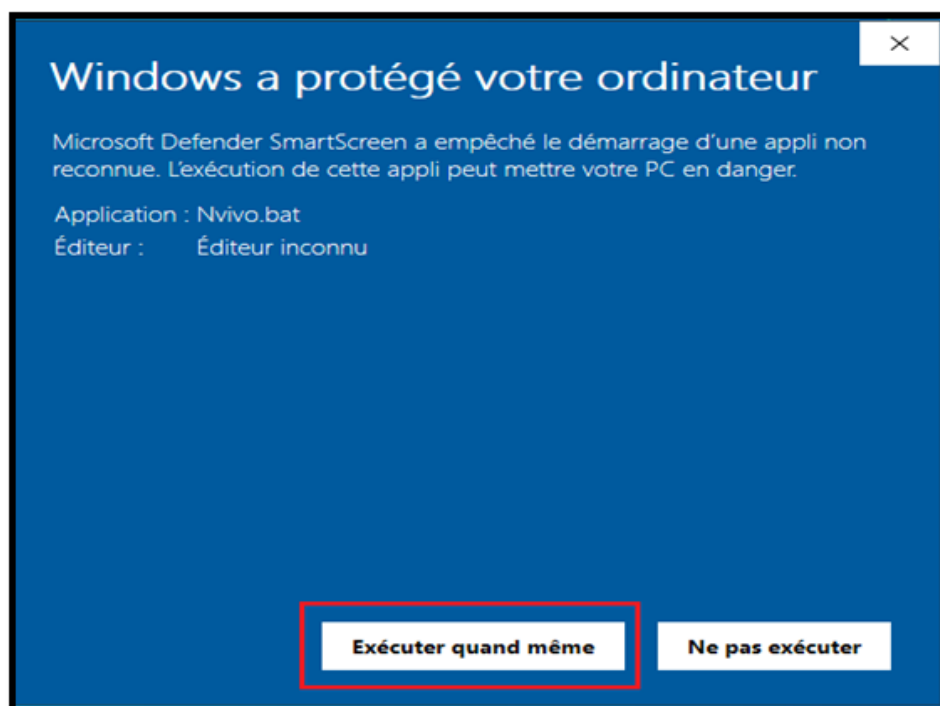 Windows a protégé votre ordinateur
Microsoft Defender SmartScreen a empêché le démarrage d'une appli non
reconnue. L'exécution de cette appli peut mettre votre PC en danger.
Application : Nvivo.bat
Éditeur : Éditeur inconnu
Exécuter quand même Ne pas exécuter